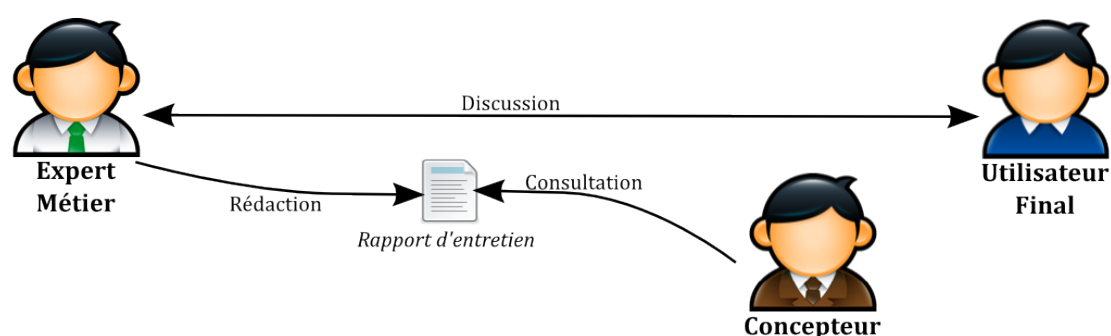 Discussion
Expert
Métier
Utilisateur
Final
Rédaction
Consultation
Rapport d'entretien
Concepteur